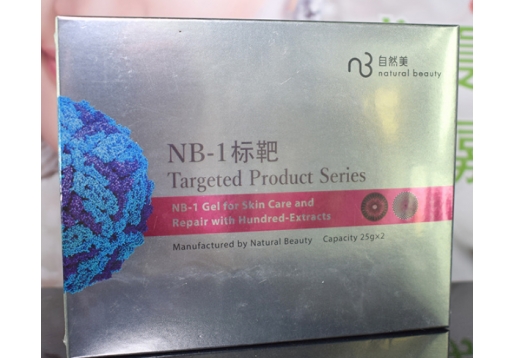 自然美
natural beauty
NB-1标靶
Targeted Product Series
NB-1 Gel for Skin Care and
Repair with Hundred-Extracts
Manufactured by Natural Beauty Capacity 25g×2